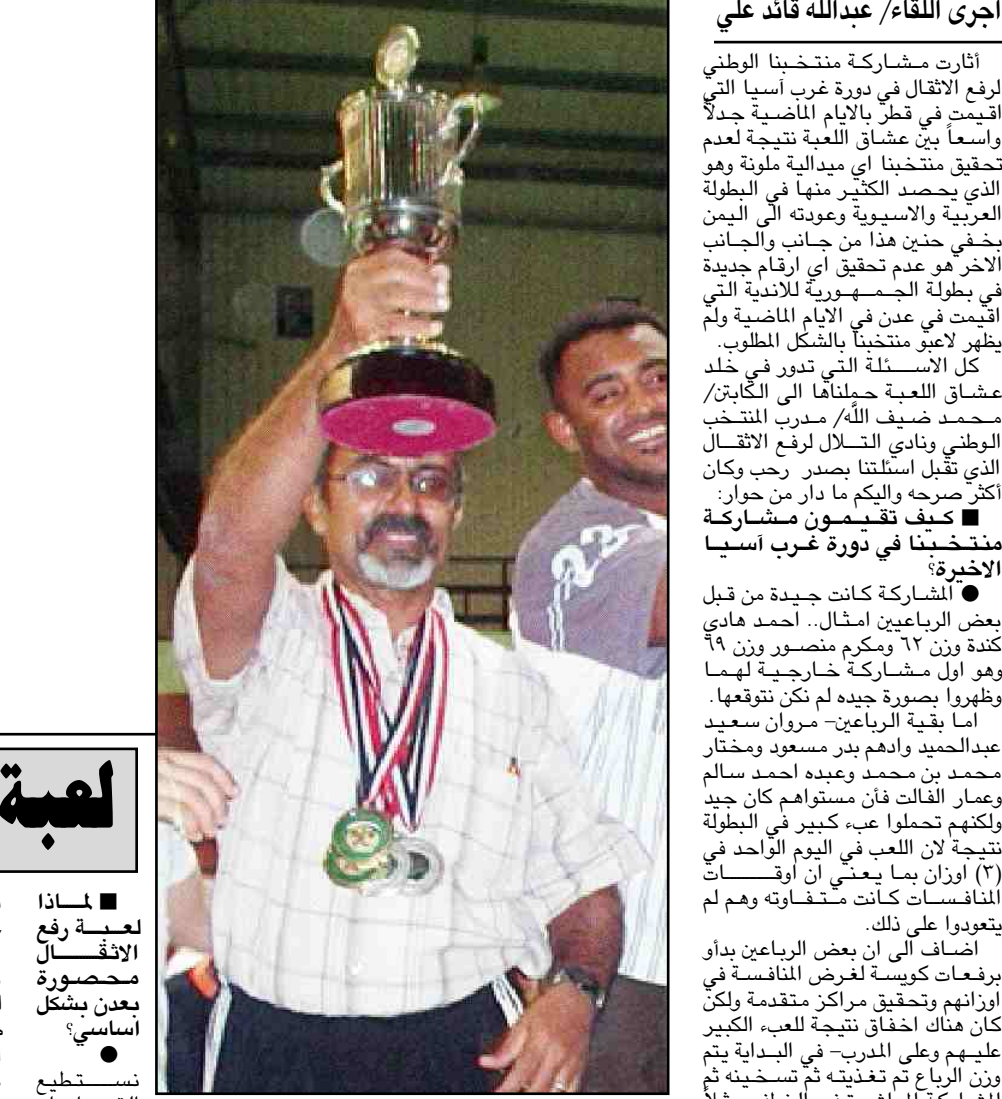 اجرى اللقاء/ عبدالله قائد علي
أثارت مشاركة منتخبنا الوطني
لرفع الاثقال في دورة غرب آسيا التي
اقيمت في قطر بالايام الماضية جدلاً
واسعاً بين عشاق اللعبة نتيجة لعدم
تحقيق منتخبنا اي ميدالية ملونة وهو
الذي يحصد الكثير منها في البطولة
العربية والاسيوية وعودته الى اليمن
بخفي حنين هذا من جانب والجانب
الاخر هو عدم تحقيق اي ارقام جديدة
في بطولة الجمهورية للاندية التي
اقيمت في عدن في الايام الماضية ولم
يظهر لاعبو منتخبنا بالشكل المطلوب.
كل الاسئلة التي تدور في خلد
عشاق اللعبة حملناها الى الكابتن/
محمد ضيف الله/ مدرب المنتخب
الوطني ونادي التلال لرفع الاثقال
الذي تقبل اسئلتنا بصدر رحب وكان
أكثر صرحه واليكم ما دار من حوار:
■ كيف تقيمون مشاركة
منتخبنا في دورة غرب آسيا
الاخيرة؟
● المشاركة كانت جيدة من قبل
بعض الرباعيين امثال.. احمد هادي
كندة وزن ٦٢ ومكرم منصور وزن ٦٩
وهو اول مشاركة خارجية لهما
وظهروا بصورة جيده لم نكن نتوقعها.
اما بقية الرباعين– مروان سعيد
عبدالحميد وادهم بدر مسعود ومختار
محمد بن محمد وعبده احمد سالم
وعمار الفالت فأن مستواهم كان جيد
ولكنهم تحملوا عبء كبير في البطولة
نتيجة لان اللعب في اليوم الواحد في
(٣) اوزان بما يعني ان اوقات
المنافسات كانت متفاوته وهم لم
يتعودوا على ذلك.
اضاف الى ان بعض الرباعين بدأو
برفعات كويسة لغرض المنافسة في
اوزانهم وتحقيق مراكز متقدمة ولكن
كان هناك اخفاق نتيجة للعبء الكبير
عليهم وعلى المدرب– في البداية يتم
وزن الرباع تم تغذيته ثم تسخينه ثم
23
لعبة
■ لماذا
لعبة رفع
الاثقال
محصورة
بعدن بشكل
اساسي؟
●
نستطيع